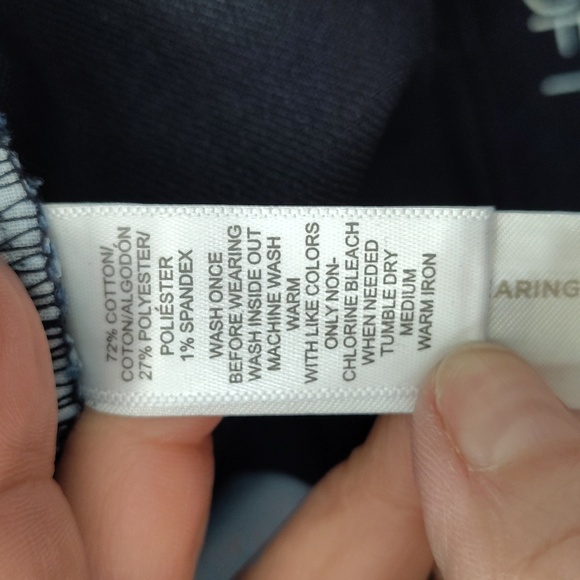 72% COTTON/
COTON/ALGODÓN
27% POLYESTER/
POLIÉSTER
1% SPANDEX
WASH ONCE
BEFORE WEARING
WASH INSIDE OUT
MACHINE WASH
WARM
WITH LIKE COLORS
ONLY NON-
CHLORINE BLEACH
WHEN NEEDED
TUMBLE DRY
MEDIUM
WARM IRON
ARING